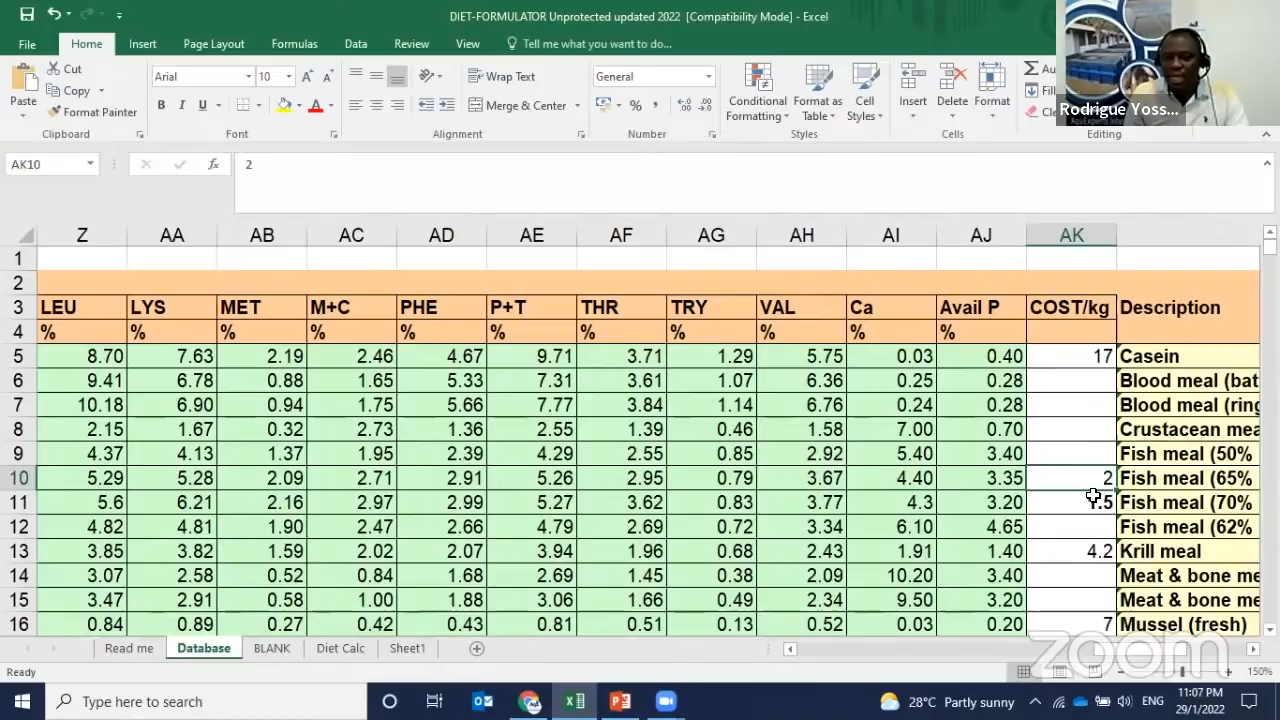 DIET-FORMULATOR Unprotected updated 2022 [Compatibility Mode] - Excel
File Home Insert Page Layout Formulas Data Review View Tell me what you want to do...
Rodrigue Yoss...
Paste Cut Copy Format Painter Clipboard
Arial 10 B I U Font
Wrap Text Merge & Center Alignment
General Number
Conditional Formatting Format as Table Cell Styles Styles
Insert Delete Format Cells
Editing
AK10 fx 2
Z AA AB AC AD AE AF AG AH AI AJ AK
1
2
3 LEU LYS MET M+C PHE P+T THR TRY VAL Ca Avail P COST/kg Description
4 % % % % % % % % % % %
5 8.70 7.63 2.19 2.46 4.67 9.71 3.71 1.29 5.75 0.03 0.40 17 Casein
6 9.41 6.78 0.88 1.65 5.33 7.31 3.61 1.07 6.36 0.25 0.28 Blood meal (bat
7 10.18 6.90 0.94 1.75 5.66 7.77 3.84 1.14 6.76 0.24 0.28 Blood meal (ring
8 2.15 1.67 0.32 2.73 1.36 2.55 1.39 0.46 1.58 7.00 0.70 Crustacean mea
9 4.37 4.13 1.37 1.95 2.39 4.29 2.55 0.85 2.92 5.40 3.40 Fish meal (50%
10 5.29 5.28 2.09 2.71 2.91 5.26 2.95 0.79 3.67 4.40 3.35 2 Fish meal (65%
11 5.6 6.21 2.16 2.97 2.99 5.27 3.62 0.83 3.77 4.3 3.20 Fish meal (70%
12 4.82 4.81 1.90 2.47 2.66 4.79 2.69 0.72 3.34 6.10 4.65 Fish meal (62%
13 3.85 3.82 1.59 2.02 2.07 3.94 1.96 0.68 2.43 1.91 1.40 4.2 Krill meal
14 3.07 2.58 0.52 0.84 1.68 2.69 1.45 0.38 2.09 10.20 3.40 Meat & bone me
15 3.47 2.91 0.58 1.00 1.88 3.06 1.66 0.49 2.34 9.50 3.20 Meat & bone me
16 0.84 0.89 0.27 0.42 0.43 0.81 0.51 0.13 0.52 0.03 0.20 7 Mussel (fresh)
Read me Database BLANK Diet Calc Sheet1
zoom
Ready 150%
Type here to search 28°C Partly sunny ENG 11:07 PM
29/1/2022